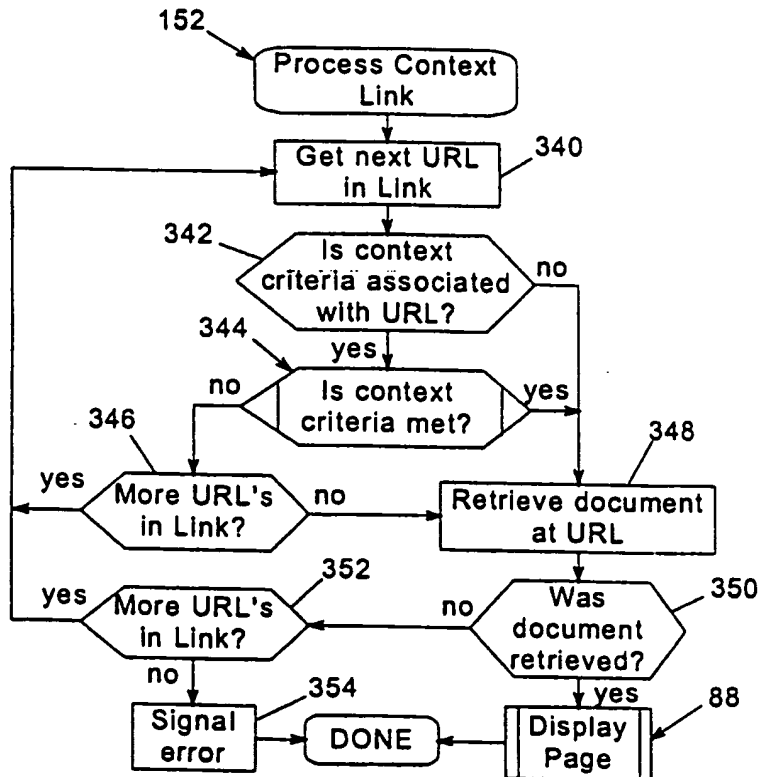 152
Process Context
Link
Get next URL
in Link
340
342
Is context
criteria associated
with URL?
no
yes
344
Is context
criteria met?
no
yes
346
More URL's
in Link?
yes
no
348
Retrieve document
at URL
352
More URL's
in Link?
yes
no
350
Was
document
retrieved?
no
yes
354
Signal
error
DONE
Display
Page
88